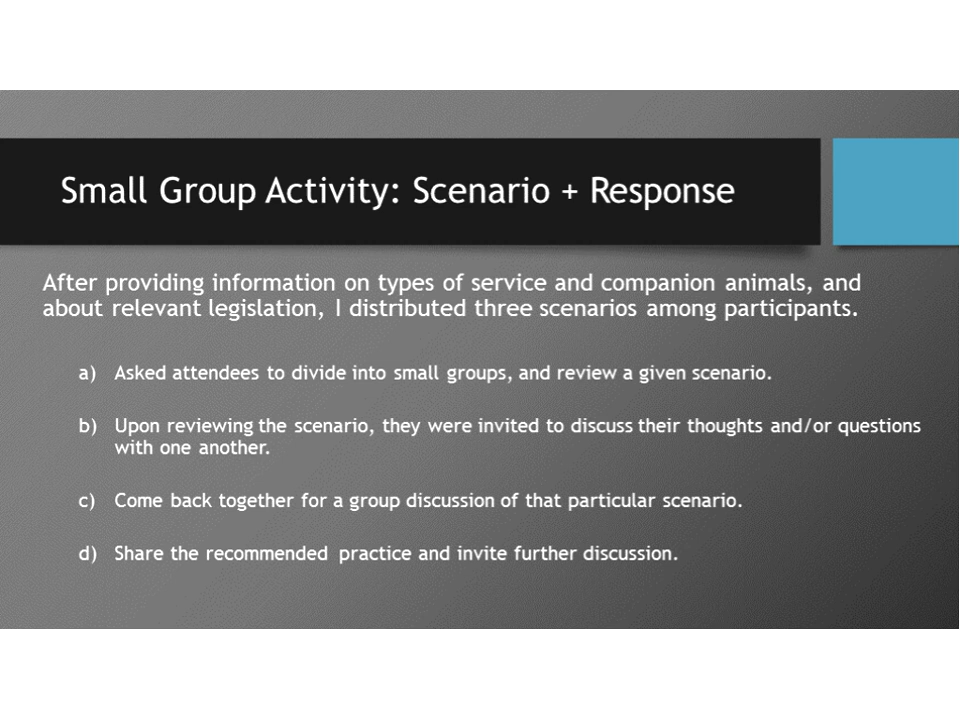 Small Group Activity: Scenario + Response
After providing information on types of service and companion animals, and
about relevant legislation, I distributed three scenarios among participants.
a) Asked attendees to divide into small groups, and review a given scenario.
b) Upon reviewing the scenario, they were invited to discuss their thoughts and/or questions
with one another.
c) Come back together for a group discussion of that particular scenario.
d) Share the recommended practice and invite further discussion.